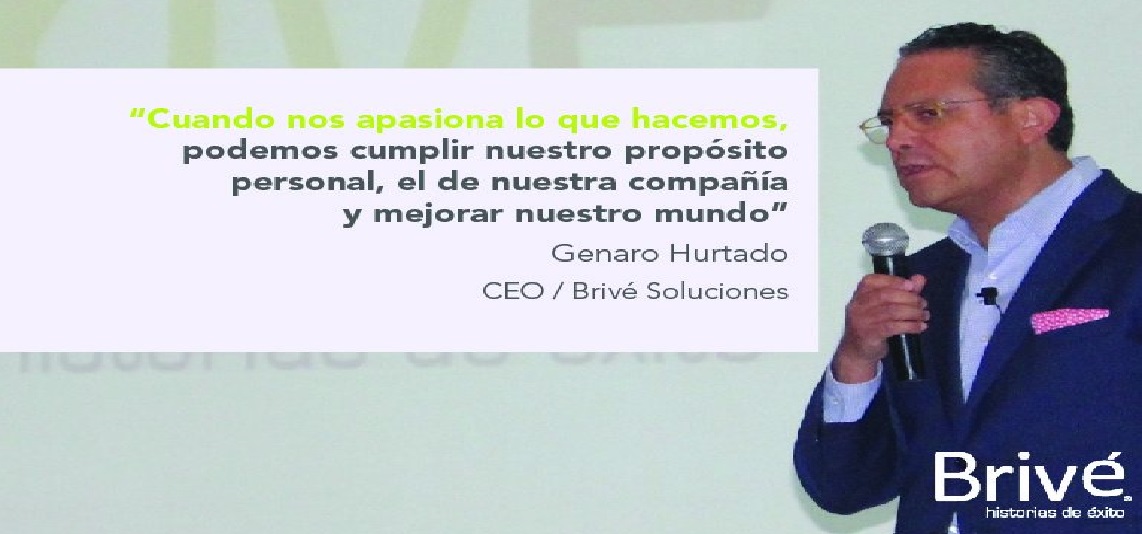 "Cuando nos apasiona lo que hacemos,
podemos cumplir nuestro propósito
personal, el de nuestra compañía
y mejorar nuestro mundo"
Genaro Hurtado
CEO / Brivé Soluciones
Brivé
historias de éxito